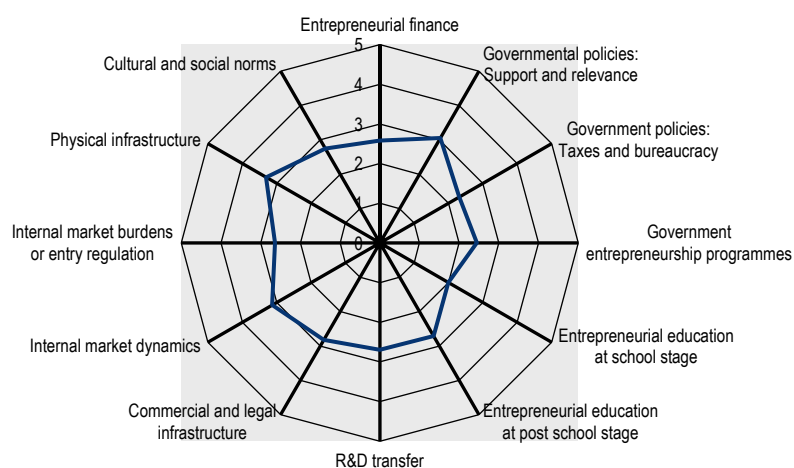 Entrepreneurial finance
Governmental policies:
Support and relevance
Government policies:
Taxes and bureaucracy
Government
entrepreneurship programmes
Entrepreneurial education
at school stage
Entrepreneurial education
at post school stage
R&D transfer
Commercial and legal
infrastructure
Internal market dynamics
Internal market burdens
or entry regulation
Physical infrastructure
Cultural and social norms
5
4
3
2
1
0